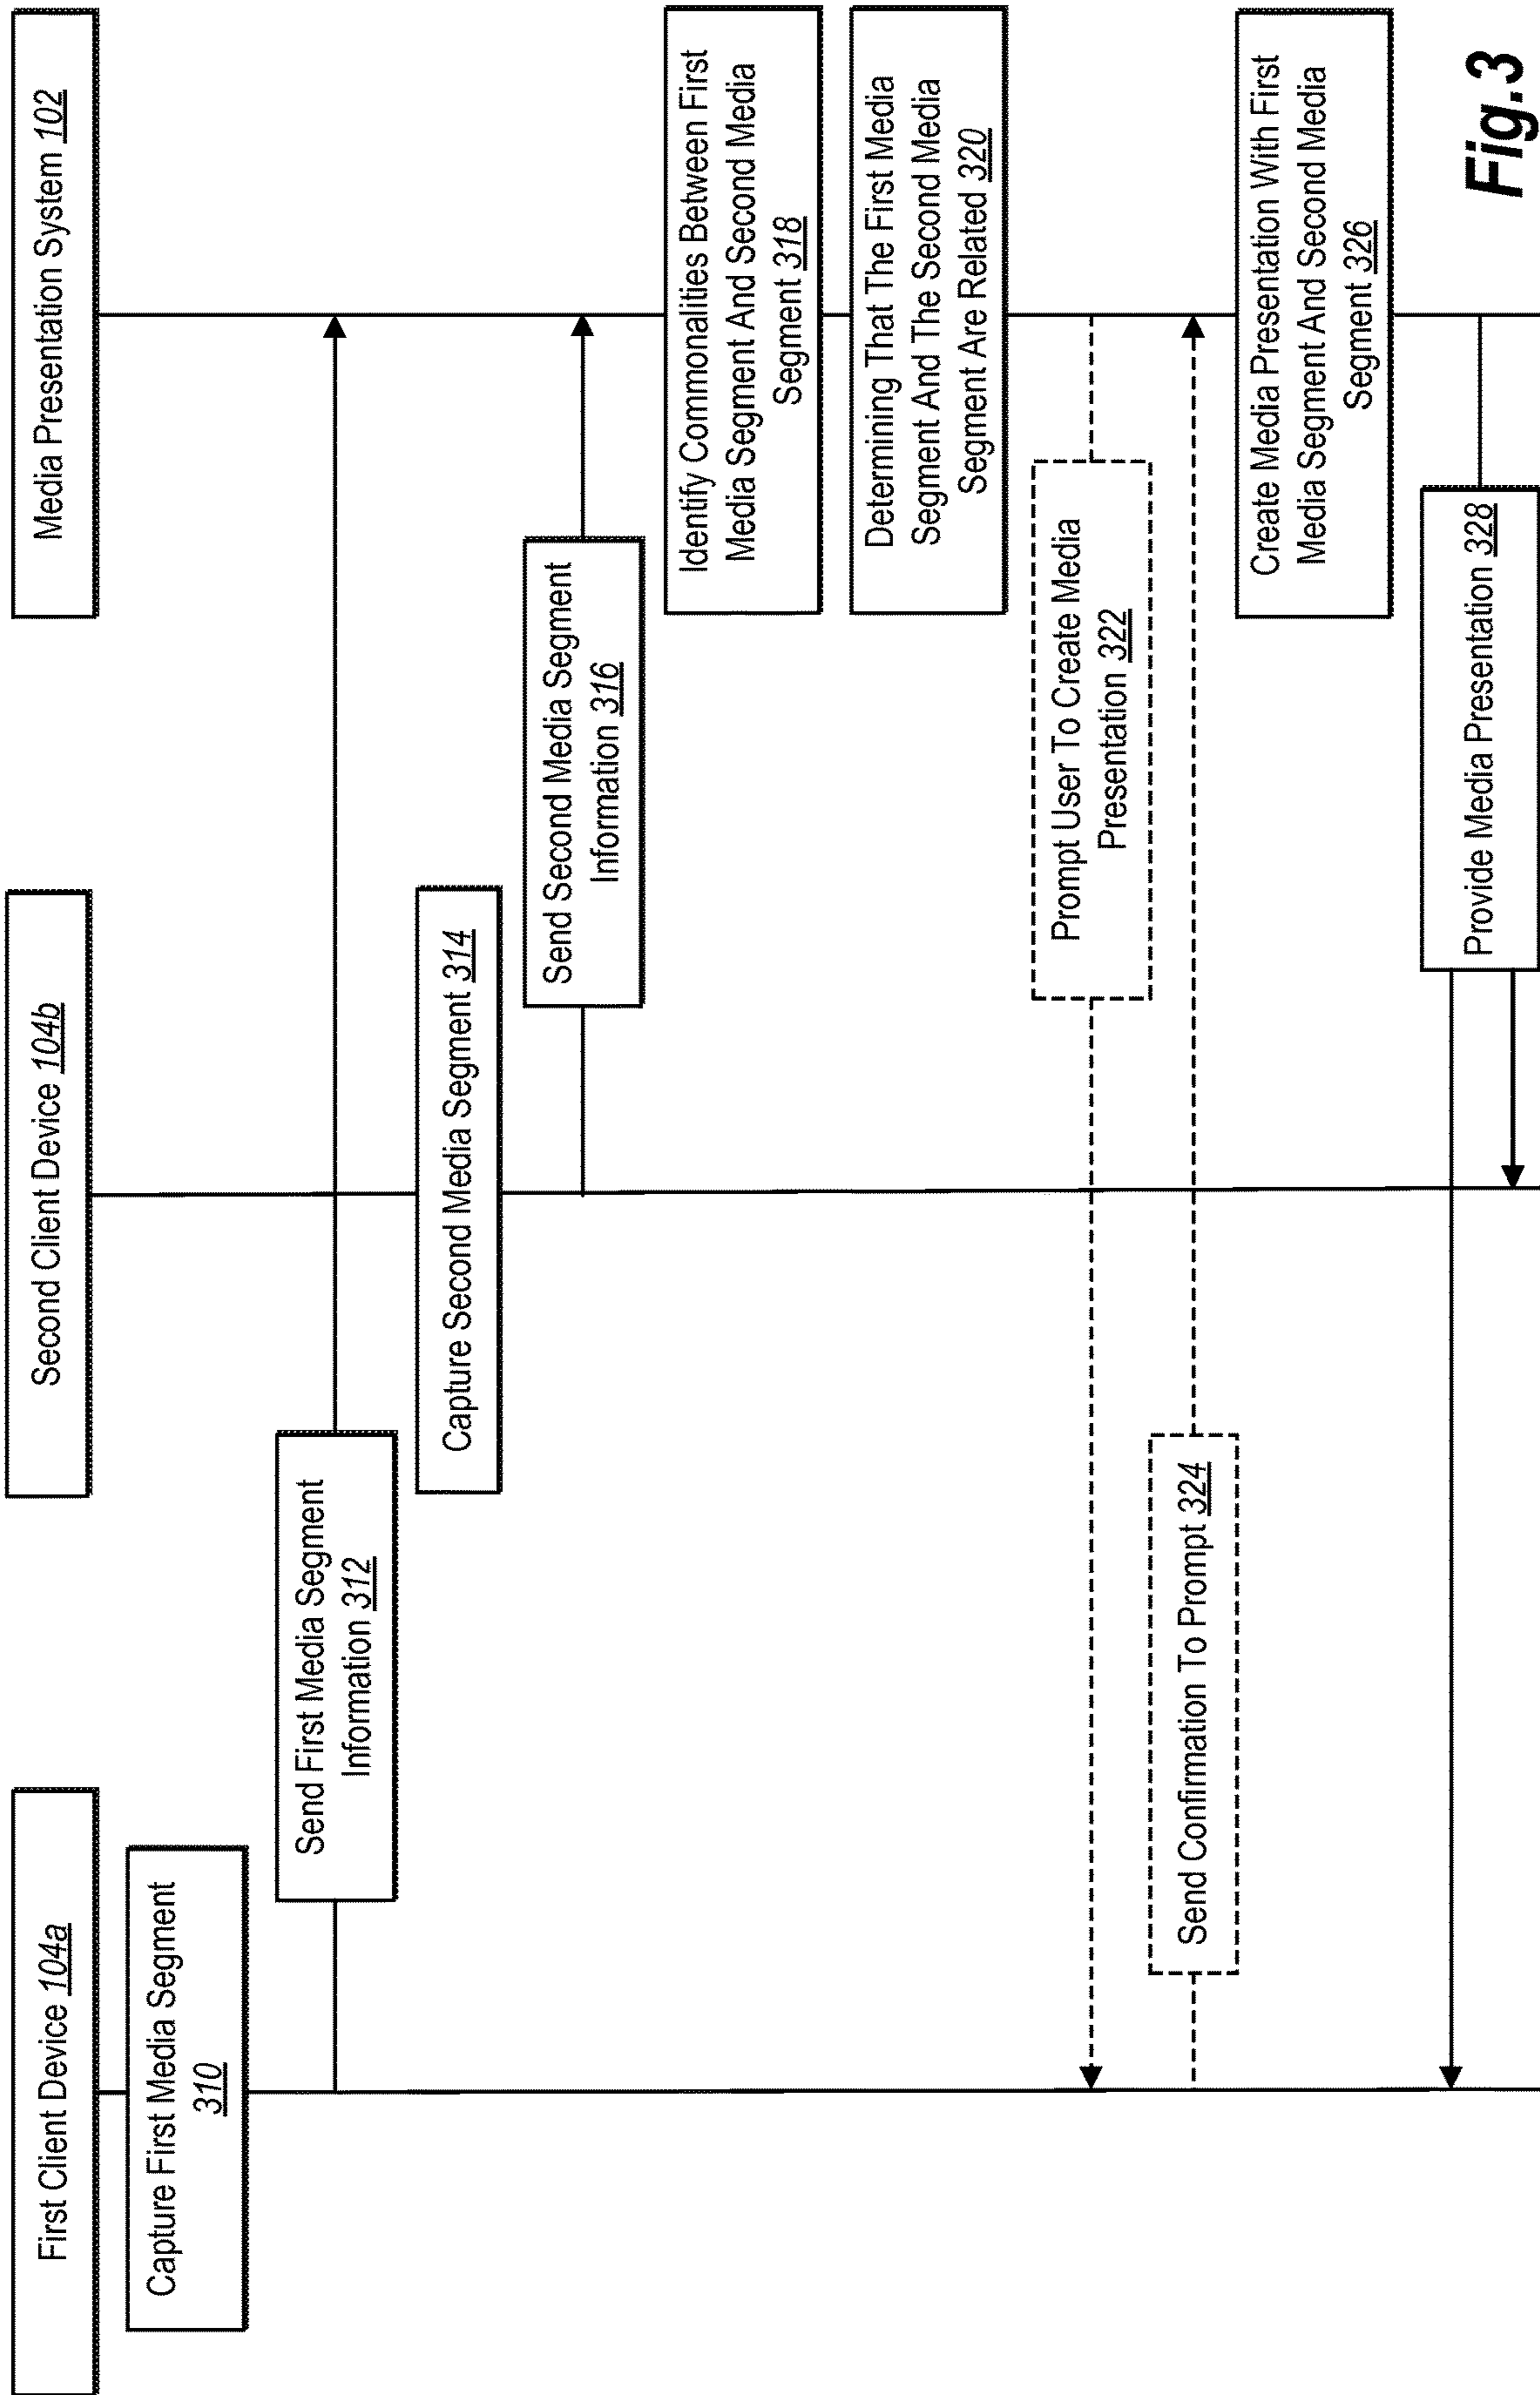 First Client Device 104a
Second Client Device 104b
Media Presentation System 102
Capture First Media Segment
310
Send First Media Segment
Information 312
Capture Second Media Segment 314
Send Second Media Segment
Information 316
Identify Commonalities Between First
Media Segment And Second Media
Segment 318
Determining That The First Media
Segment And The Second Media
Segment Are Related 320
Prompt User To Create Media
Presentation 322
Send Confirmation To Prompt 324
Create Media Presentation With First
Media Segment And Second Media
Segment 326
Provide Media Presentation 328
Fig.3